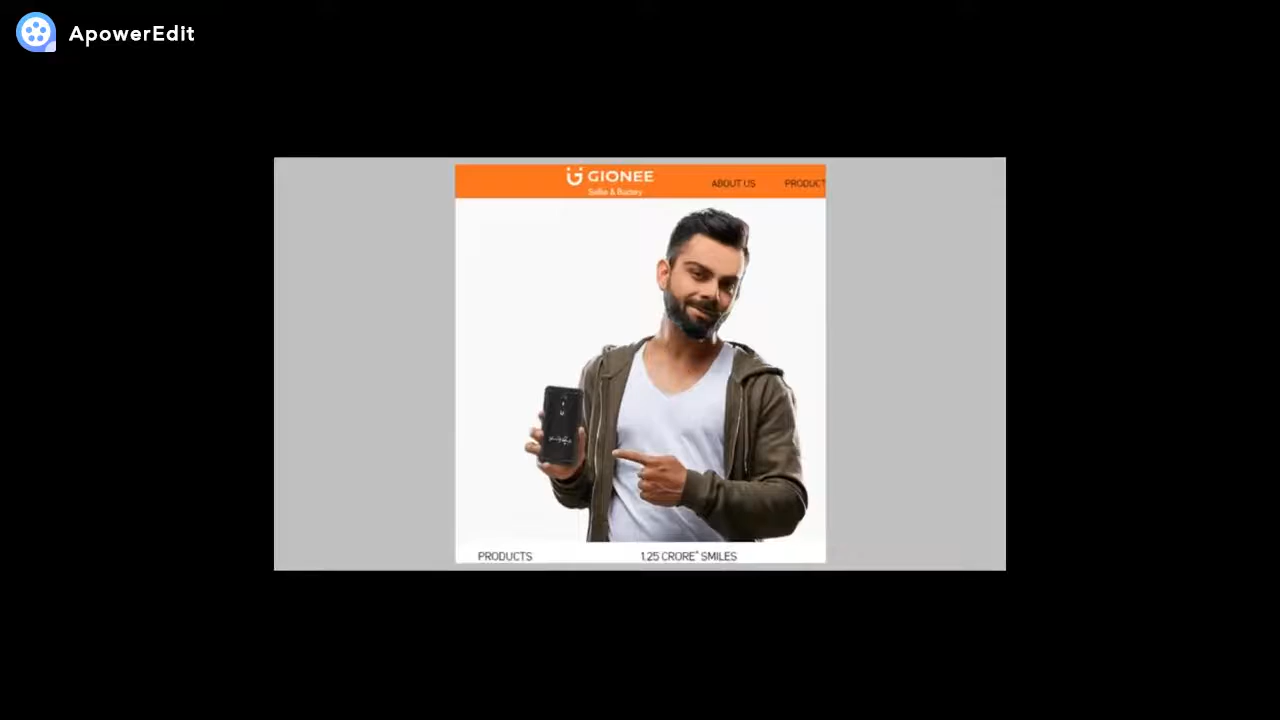 ApowerEdit
GIONEE
Selfie & Battery
ABOUT US
PRODUCT
PRODUCTS
1.25 CRORE* SMILES